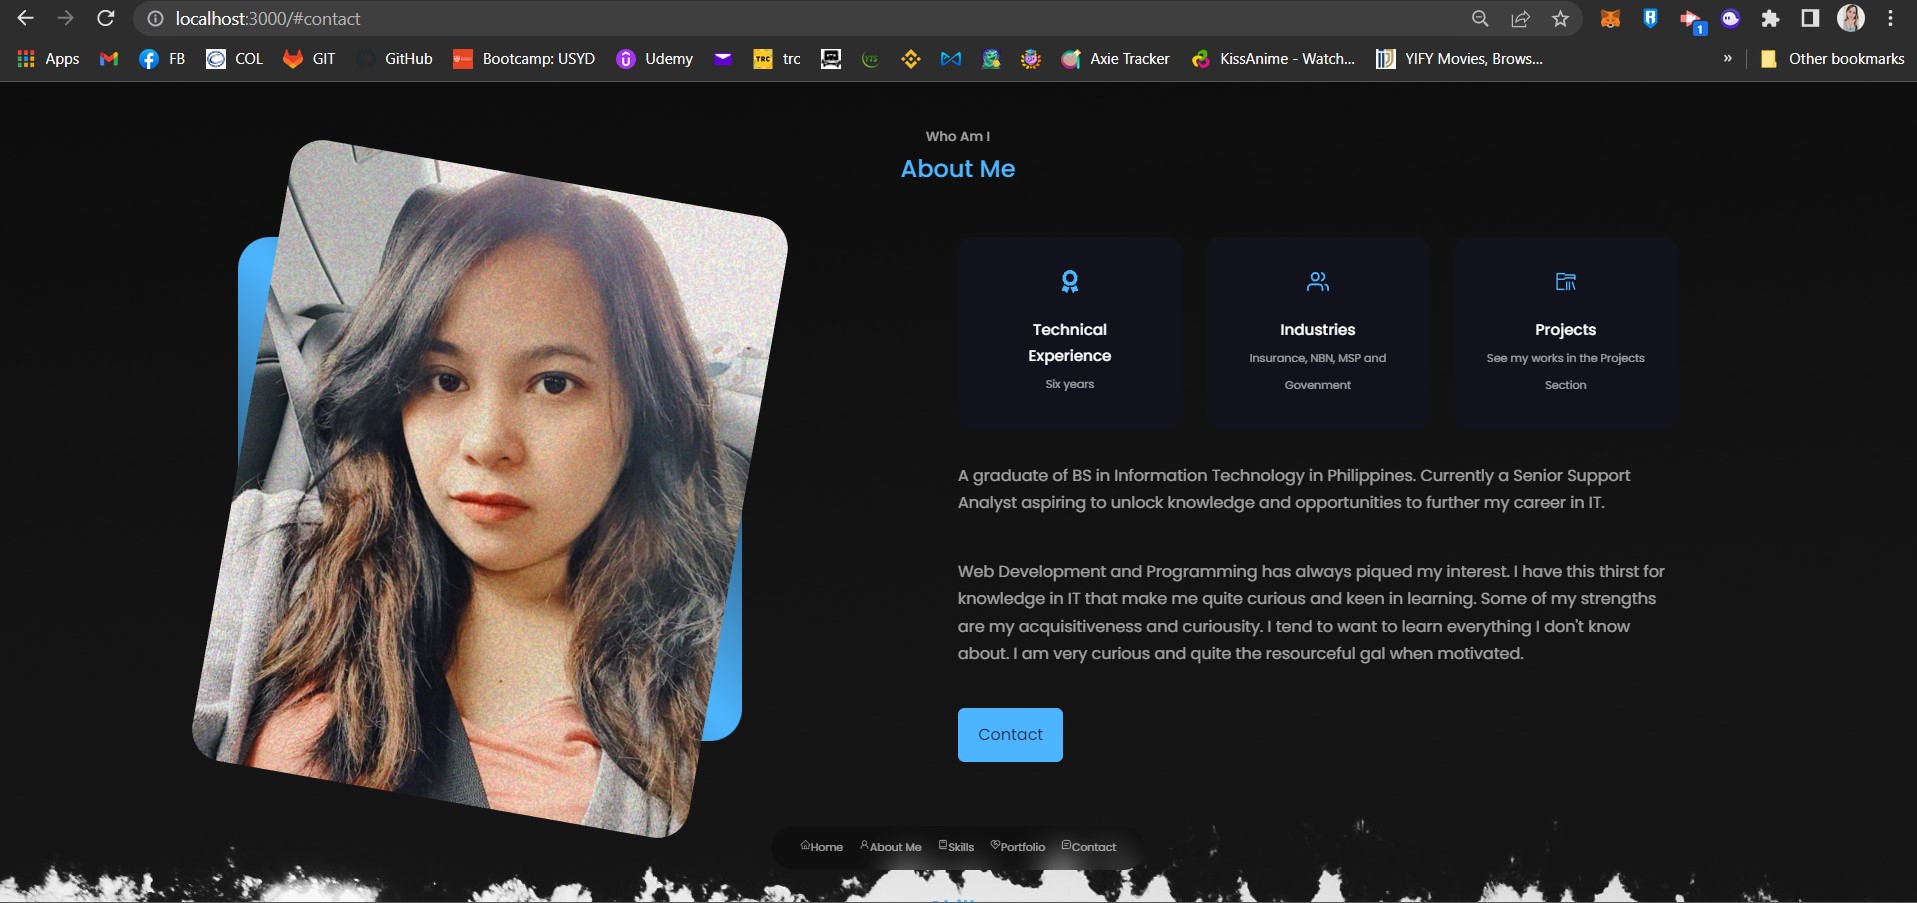 localhost:3000/#contact
1
Apps
FB
COL
GIT
GitHub
Bootcamp: USYD
Udemy
TRC
trc
YTS
Axie Tracker
KissAnime - Watch...
YIFY Movies, Brows...
»
Other bookmarks
Who Am I
About Me
Technical
Experience
Six years
Industries
Insurance, NBN, MSP and
Govenment
Projects
See my works in the Projects
Section
A graduate of BS in Information Technology in Philippines. Currently a Senior Support
Analyst aspiring to unlock knowledge and opportunities to further my career in IT.
Web Development and Programming has always piqued my interest. I have this thirst for
knowledge in IT that make me quite curious and keen in learning. Some of my strengths
are my acquisitiveness and curiousity. I tend to want to learn everything I don't know
about. I am very curious and quite the resourceful gal when motivated.
Contact
Home
About Me
Skills
Portfolio
Contact